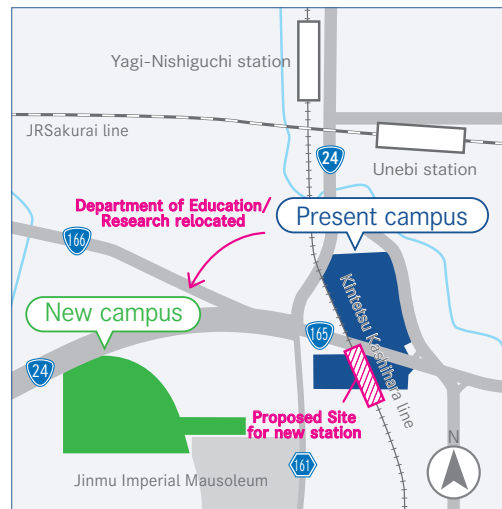 Yagi-Nishiguchi station
JRSakurai line
24
Unebi station
Department of Education/
Research relocated
Present campus
166
New campus
165
Kintetsu Kashihara line
24
Proposed Site
for new station
N
161
Jinmu Imperial Mausoleum